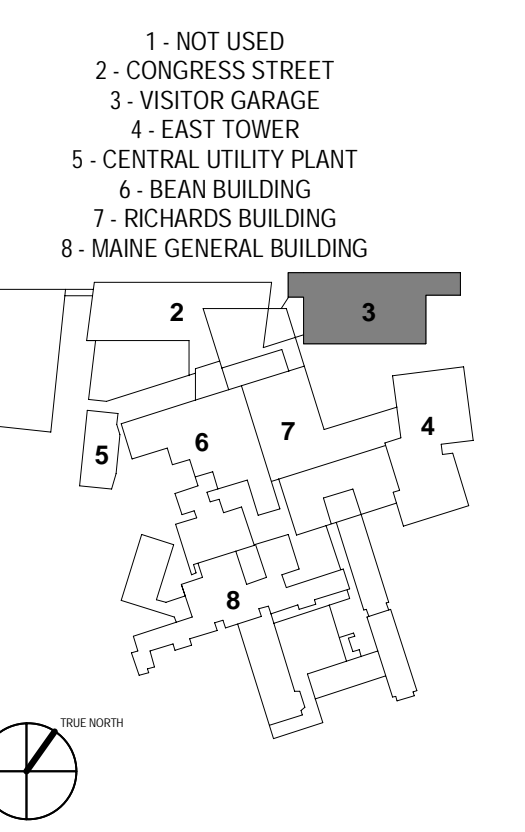 1 - NOT USED
2 - CONGRESS STREET
3 - VISITOR GARAGE
4 - EAST TOWER
5 - CENTRAL UTILITY PLANT
6 - BEAN BUILDING
7 - RICHARDS BUILDING
8 - MAINE GENERAL BUILDING
2
3
4
7
6
5
8
TRUE NORTH